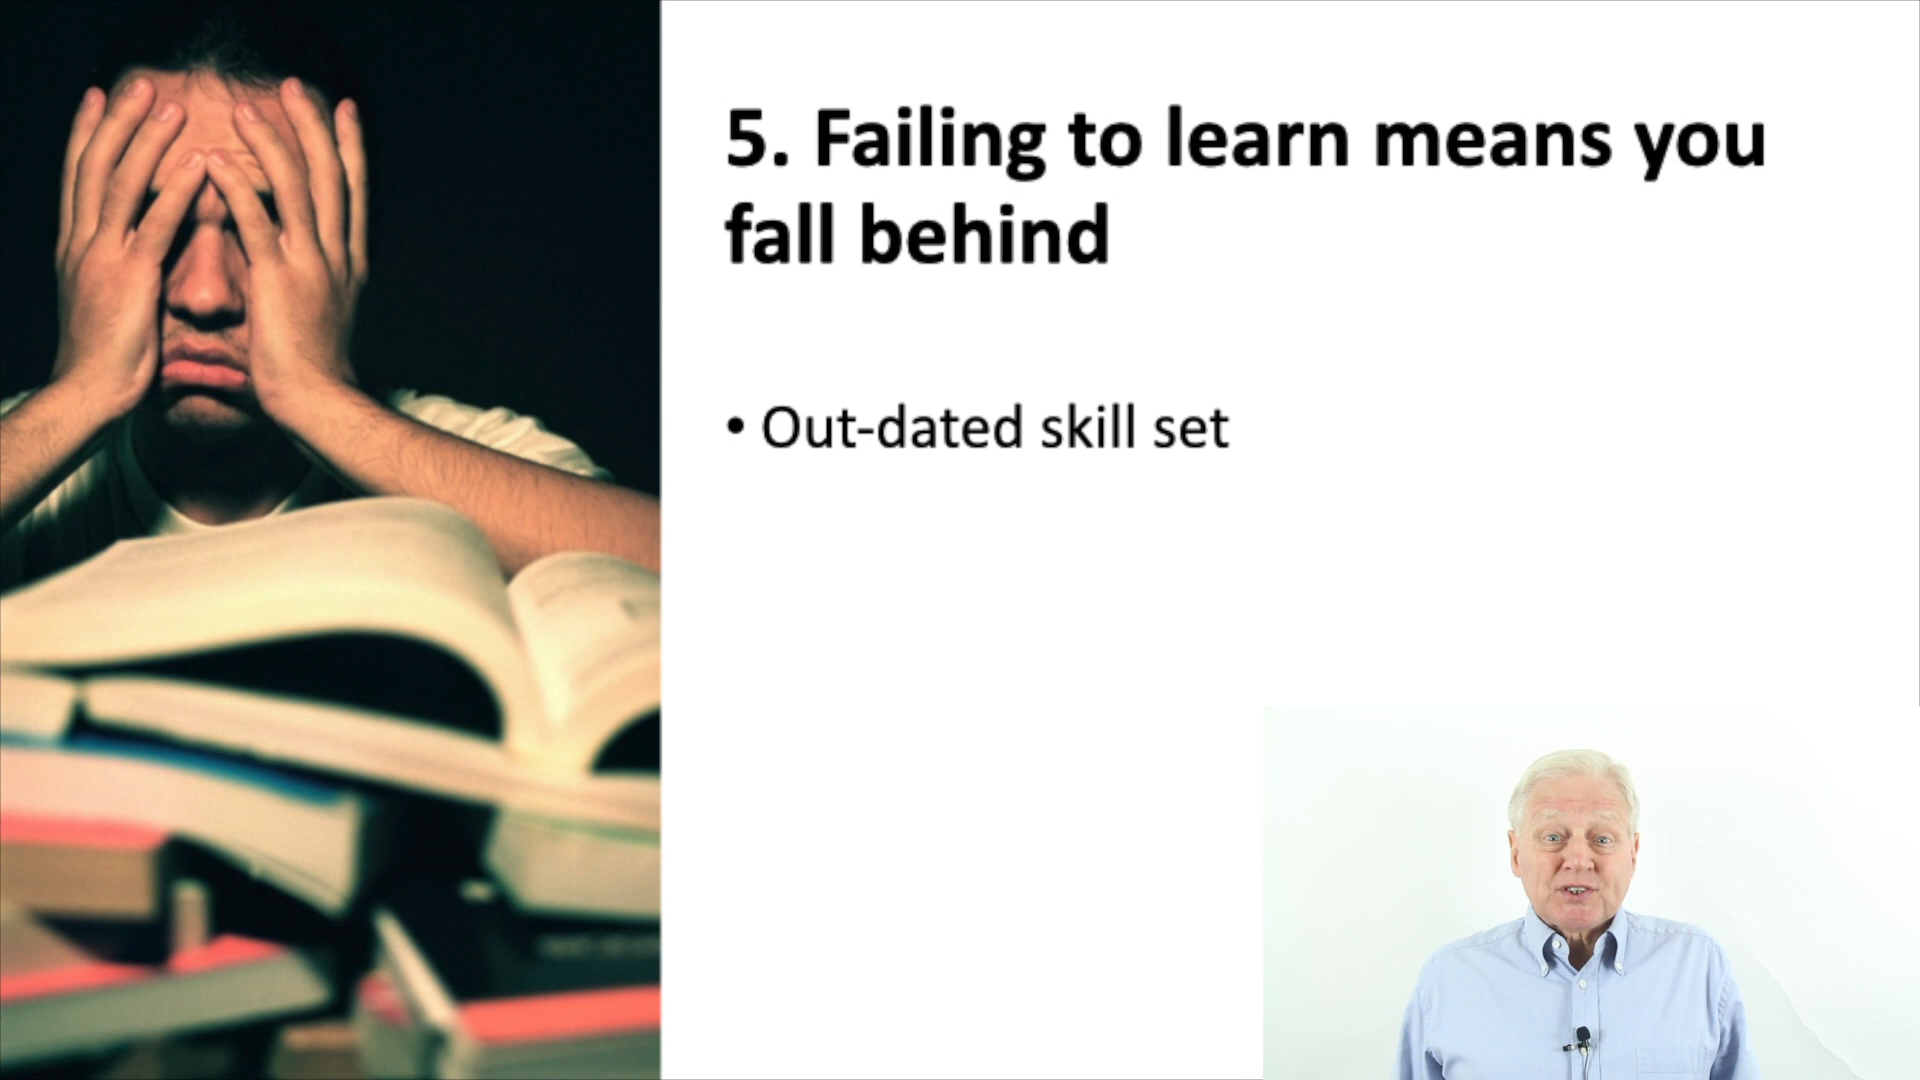 5. Failing to learn means you
fall behind
• Out-dated skill set